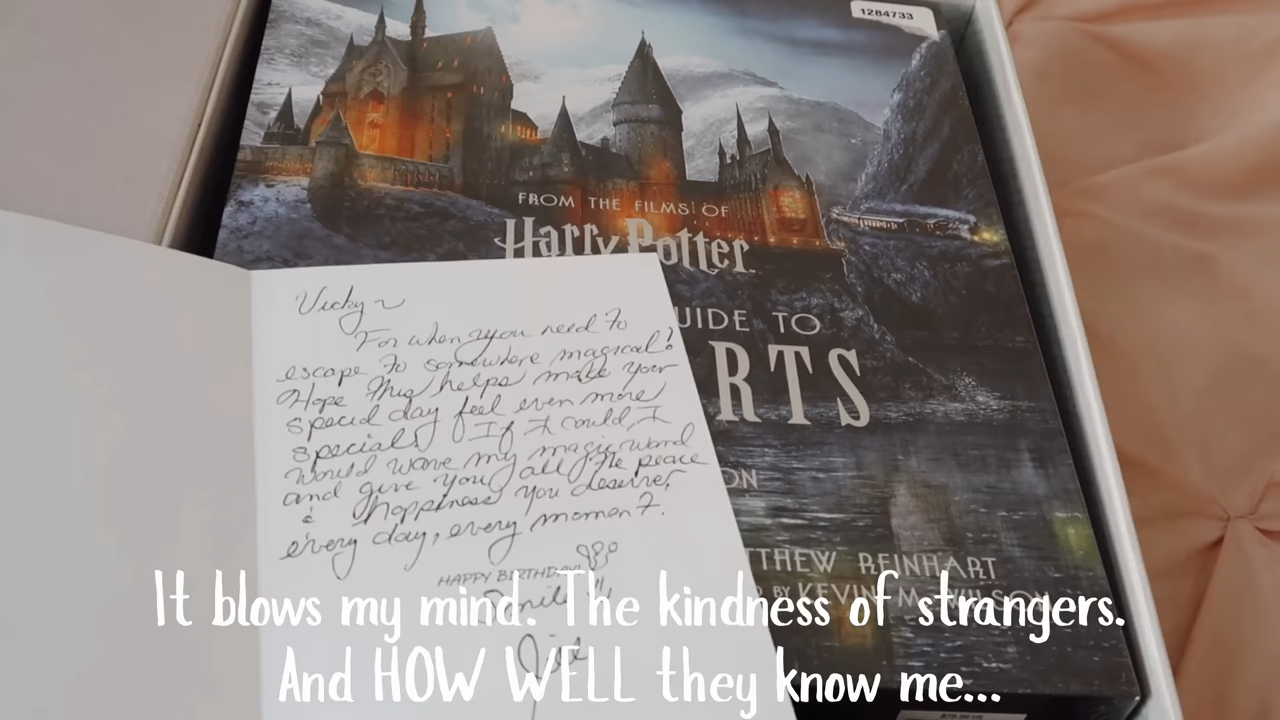 1284733
FROM THE FILMS OF
Harry Potter
UIDE TO
RTS
ON
TTHEW REINHART
BY KEVIN M. WILSON
Vicky ~
For when you need to
escape to somewhere magical!
Hope this helps make your
special day feel even more
special! If I could, I
would wave my magic wand
and give you all the peace
& happiness you deserve,
every day, every moment.
HAPPY BIRTHDAY!
It blows my mind. The kindness of strangers.
And HOW WELL they know me...